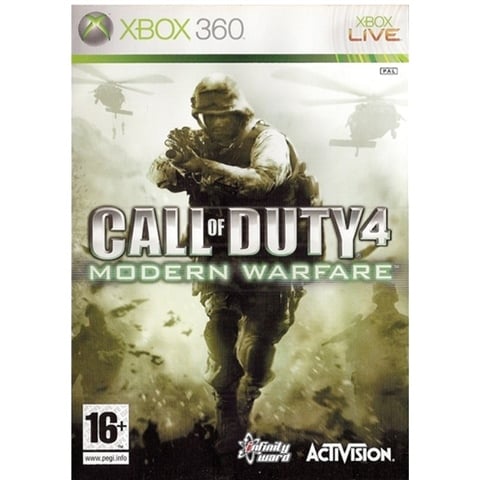 XBOX 360
XBOX
LIVE
PAL
CALL OF DUTY 4
MODERN WARFARE
16+
www.pegi.info
infinity
ward
ACTIVISION.